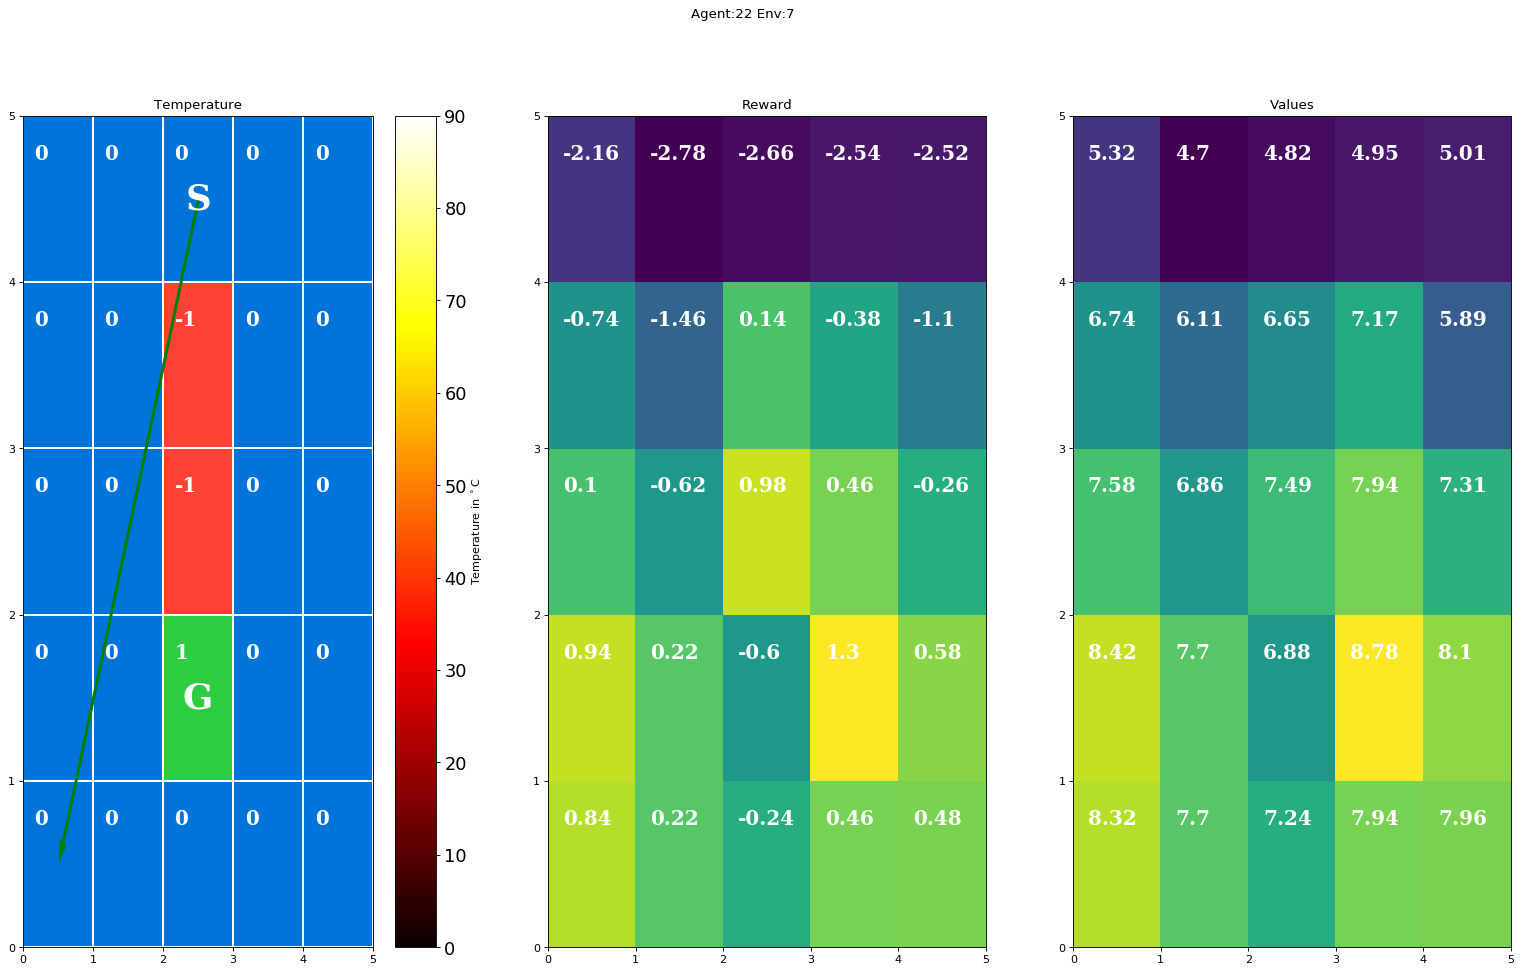 Agent:22 Env:7
Temperature
5
4
3
2
1
0
0 0 0 0 0
S
0 0 -1 0 0
0 0 -1 0 0
0 0 1 0 0
G
0 0 0 0 0
0 1 2 3 4 5
90
80
70
60
50
40
30
20
10
0
Temperature in °C
Reward
5
4
3
2
1
0
-2.16 -2.78 -2.66 -2.54 -2.52
-0.74 -1.46 0.14 -0.38 -1.1
0.1 -0.62 0.98 0.46 -0.26
0.94 0.22 -0.6 1.3 0.58
0.84 0.22 -0.24 0.46 0.48
0 1 2 3 4 5
Values
5
4
3
2
1
0
5.32 4.7 4.82 4.95 5.01
6.74 6.11 6.65 7.17 5.89
7.58 6.86 7.49 7.94 7.31
8.42 7.7 6.88 8.78 8.1
8.32 7.7 7.24 7.94 7.96
0 1 2 3 4 5